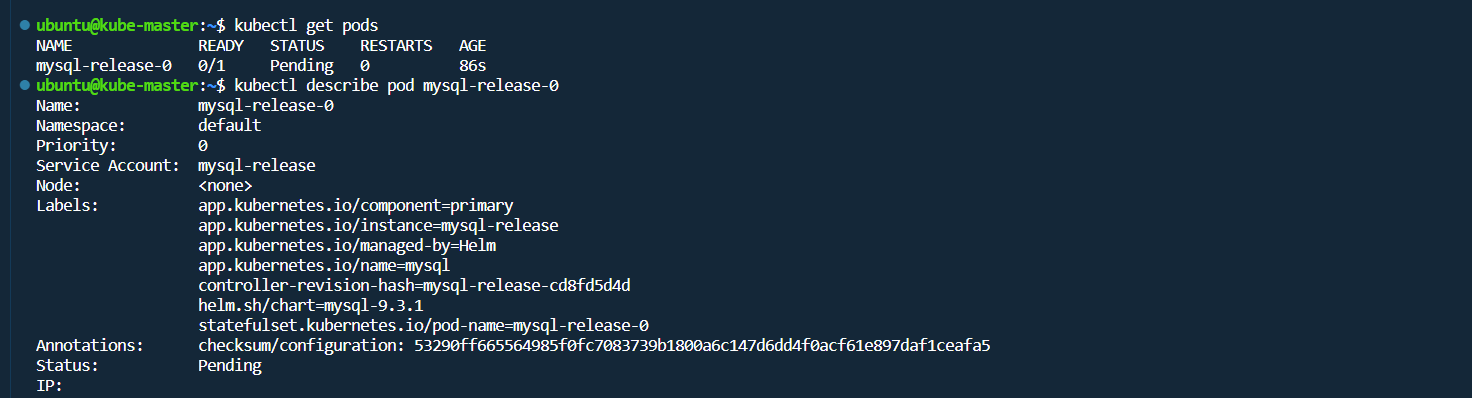 ubuntu@kube-master:~$ kubectl get pods
NAME READY STATUS RESTARTS AGE
mysql-release-0 0/1 Pending 0 86s
ubuntu@kube-master:~$ kubectl describe pod mysql-release-0
Name: mysql-release-0
Namespace: default
Priority: 0
Service Account: mysql-release
Node: <none>
Labels: app.kubernetes.io/component=primary
app.kubernetes.io/instance=mysql-release
app.kubernetes.io/managed-by=Helm
app.kubernetes.io/name=mysql
controller-revision-hash=mysql-release-cd8fd5d4d
helm.sh/chart=mysql-9.3.1
statefulset.kubernetes.io/pod-name=mysql-release-0
Annotations: checksum/configuration: 53290ff665564985f0fc7083739b1800a6c147d6dd4f0acf61e897daf1ceafa5
Status: Pending
IP: